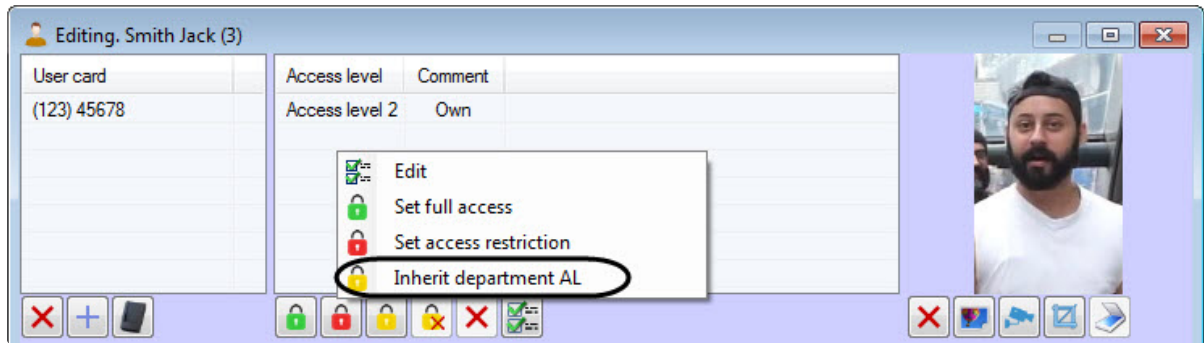 Editing. Smith Jack (3)
User card
Access level Comment
(123) 45678
Access level 2 Own
Edit
Set full access
Set access restriction
Inherit department AL